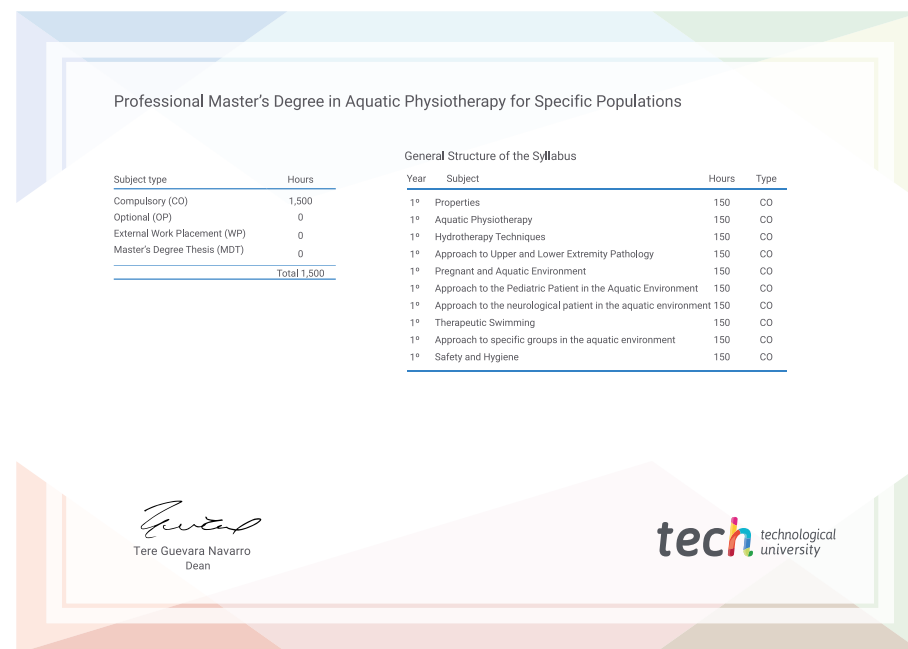 Professional Master's Degree in Aquatic Physiotherapy for Specific Populations
Subject type Hours
Compulsory (CO) 1,500
Optional (OP) 0
External Work Placement (WP) 0
Master's Degree Thesis (MDT) 0
Total 1,500
General Structure of the Syllabus
Year Subject Hours Type
1º Properties 150 CO
1º Aquatic Physiotherapy 150 CO
1º Hydrotherapy Techniques 150 CO
1º Approach to Upper and Lower Extremity Pathology 150 CO
1º Pregnant and Aquatic Environment 150 CO
1º Approach to the Pediatric Patient in the Aquatic Environment 150 CO
1º Approach to the neurological patient in the aquatic environment 150 CO
1º Therapeutic Swimming 150 CO
1º Approach to specific groups in the aquatic environment 150 CO
1º Safety and Hygiene 150 CO
Tere Guevara Navarro
Dean
tech technological
university